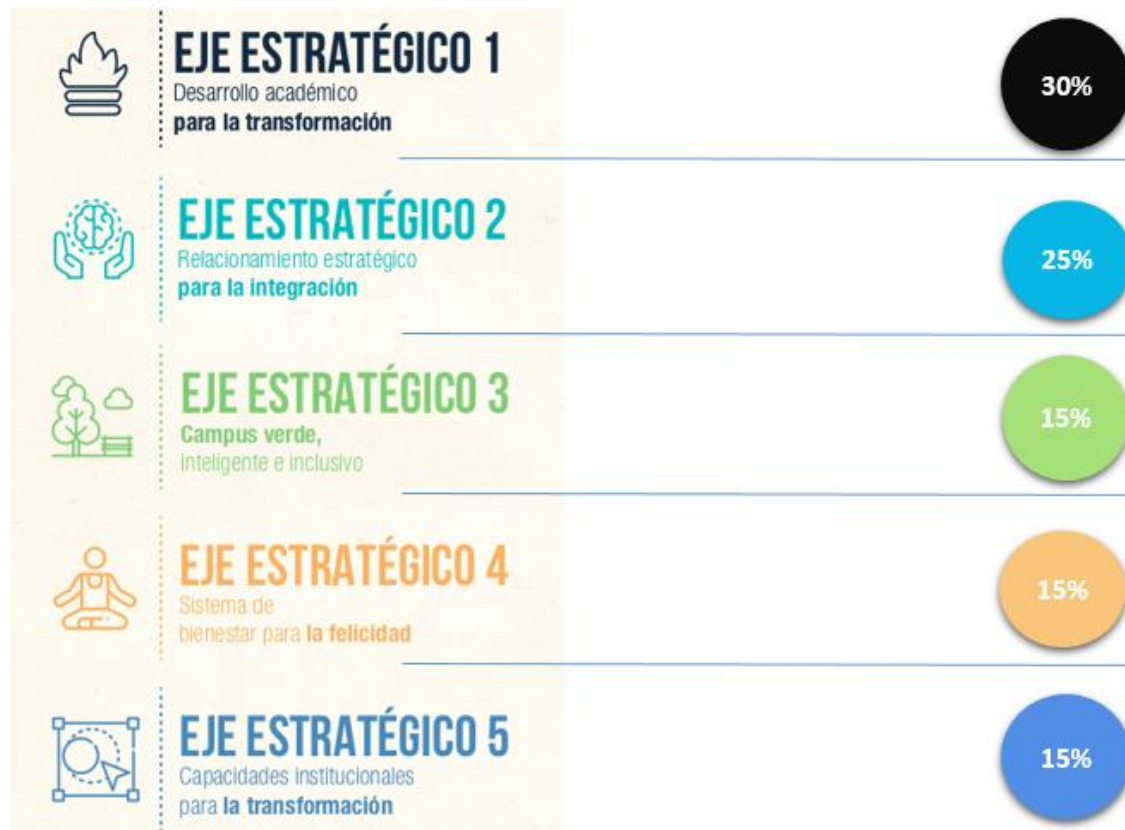 EJE ESTRATÉGICO 1
Desarrollo académico
para la transformación
30%
EJE ESTRATÉGICO 2
Relacionamiento estratégico
para la integración
25%
EJE ESTRATÉGICO 3
Campus verde,
inteligente e inclusivo
15%
EJE ESTRATÉGICO 4
Sistema de
bienestar para la felicidad
15%
EJE ESTRATÉGICO 5
Capacidades institucionales
para la transformación
15%